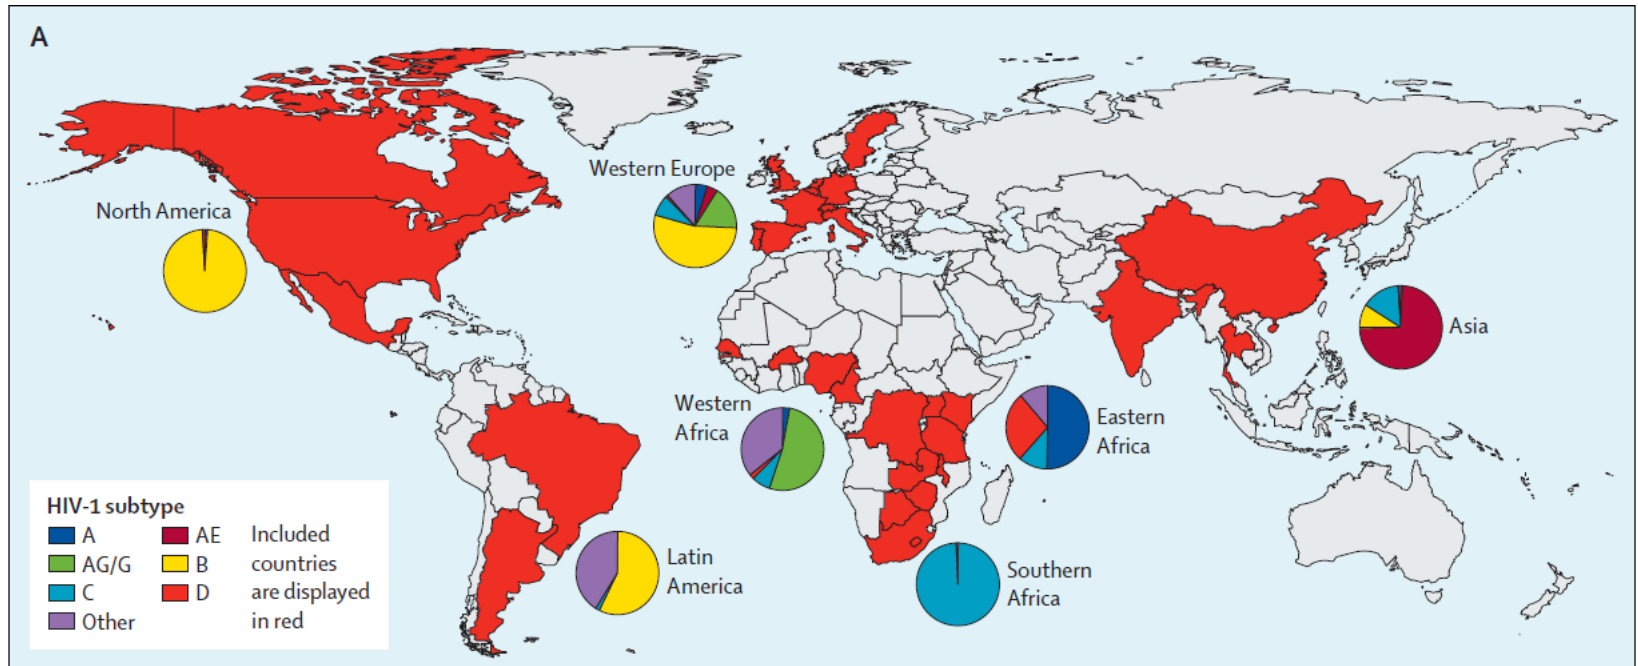 A
Western Europe
North America
Asia
Western
Africa
Eastern
Africa
Latin
America
Southern
Africa
HIV-1 subtype
A
AE
Included
AG/G
B
countries
C
D
are displayed
Other
in red